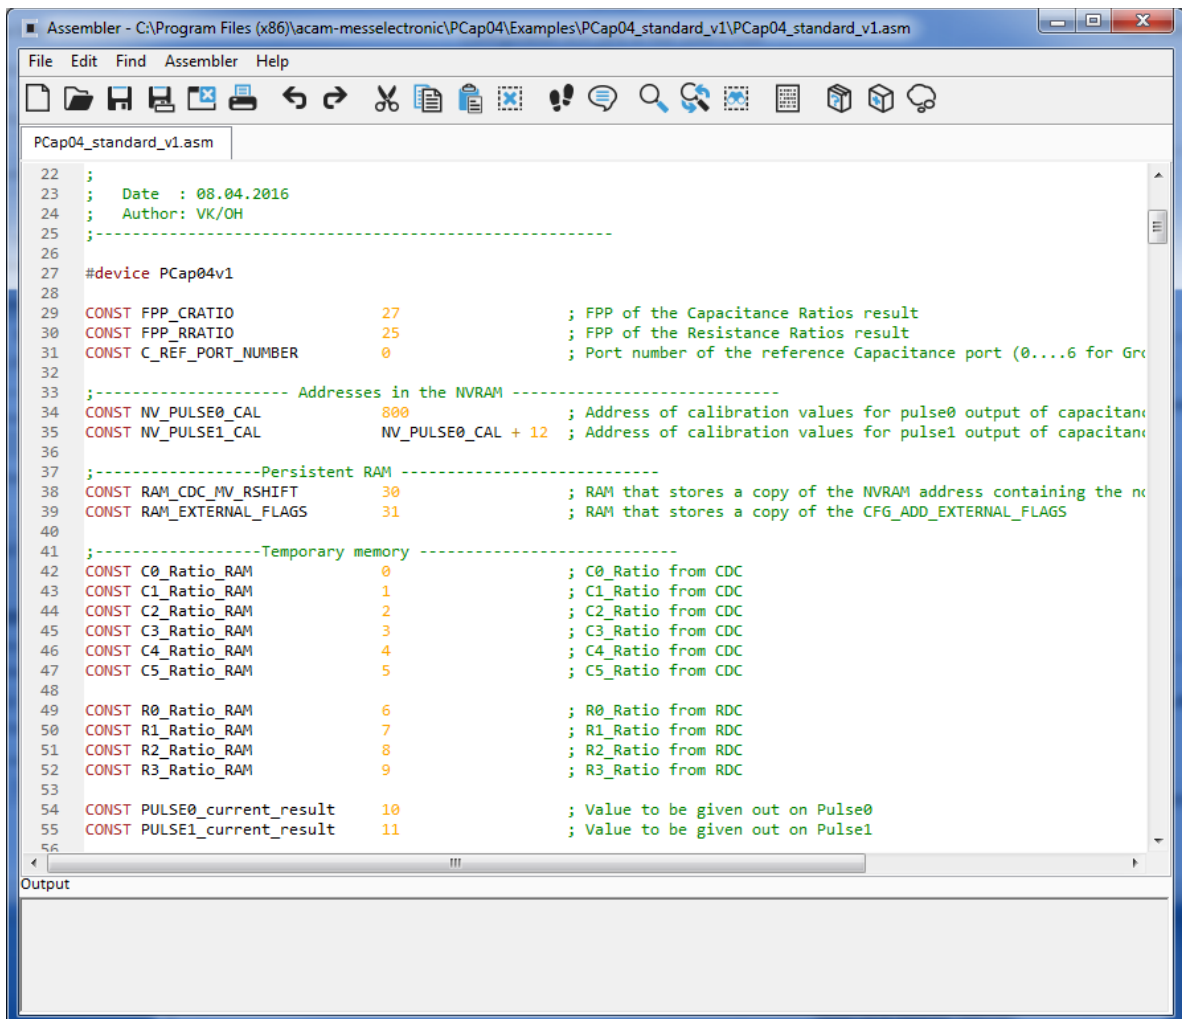 Assembler - C:\Program Files (x86)\acam-messelectronic\PCap04\Examples\PCap04_standard_v1\PCap04_standard_v1.asm
File Edit Find Assembler Help
PCap04_standard_v1.asm
22 ;
23 ;   Date  : 08.04.2016
24 ;   Author: VK/OH
25 ;--------------------------------------------------------
26
27 #device PCap04v1
28
29 CONST FPP_CRATIO                27                  ; FPP of the Capacitance Ratios result
30 CONST FPP_RRATIO                25                  ; FPP of the Resistance Ratios result
31 CONST C_REF_PORT_NUMBER         0                   ; Port number of the reference Capacitance port (0....6 for Gro
32
33 ;--------------------- Addresses in the NVRAM -----------------------------
34 CONST NV_PULSE0_CAL             800                 ; Address of calibration values for pulse0 output of capacitanc
35 CONST NV_PULSE1_CAL             NV_PULSE0_CAL + 12  ; Address of calibration values for pulse1 output of capacitanc
36
37 ;------------------Persistent RAM ----------------------------
38 CONST RAM_CDC_MV_RSHIFT         30                  ; RAM that stores a copy of the NVRAM address containing the no
39 CONST RAM_EXTERNAL_FLAGS        31                  ; RAM that stores a copy of the CFG_ADD_EXTERNAL_FLAGS
40
41 ;------------------Temporary memory ----------------------------
42 CONST C0_Ratio_RAM              0                   ; C0_Ratio from CDC
43 CONST C1_Ratio_RAM              1                   ; C1_Ratio from CDC
44 CONST C2_Ratio_RAM              2                   ; C2_Ratio from CDC
45 CONST C3_Ratio_RAM              3                   ; C3_Ratio from CDC
46 CONST C4_Ratio_RAM              4                   ; C4_Ratio from CDC
47 CONST C5_Ratio_RAM              5                   ; C5_Ratio from CDC
48
49 CONST R0_Ratio_RAM              6                   ; R0_Ratio from RDC
50 CONST R1_Ratio_RAM              7                   ; R1_Ratio from RDC
51 CONST R2_Ratio_RAM              8                   ; R2_Ratio from RDC
52 CONST R3_Ratio_RAM              9                   ; R3_Ratio from RDC
53
54 CONST PULSE0_current_result     10                  ; Value to be given out on Pulse0
55 CONST PULSE1_current_result     11                  ; Value to be given out on Pulse1
56
Output